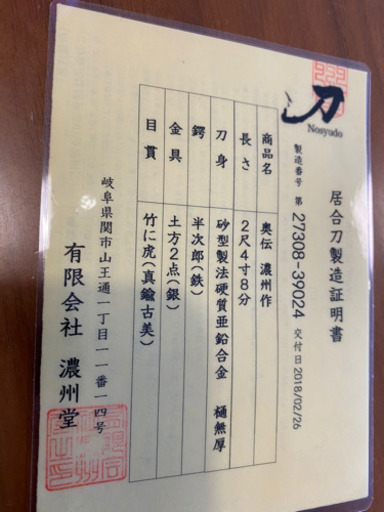 刀
Nosyudo
居合刀製造証明書
製造番号 第 27308-39024 交付日 2018/02/26
商品名 奥伝 濃州作
長さ 2尺4寸8分
刀身 砂型製法硬質亜鉛合金 樋無厚
鍔 半次郎(鉄)
金具 土方2点(銀)
目貫 竹に虎(真鍮古美)
岐阜県関市山王通一丁目一一番一四号
有限会社 濃州堂